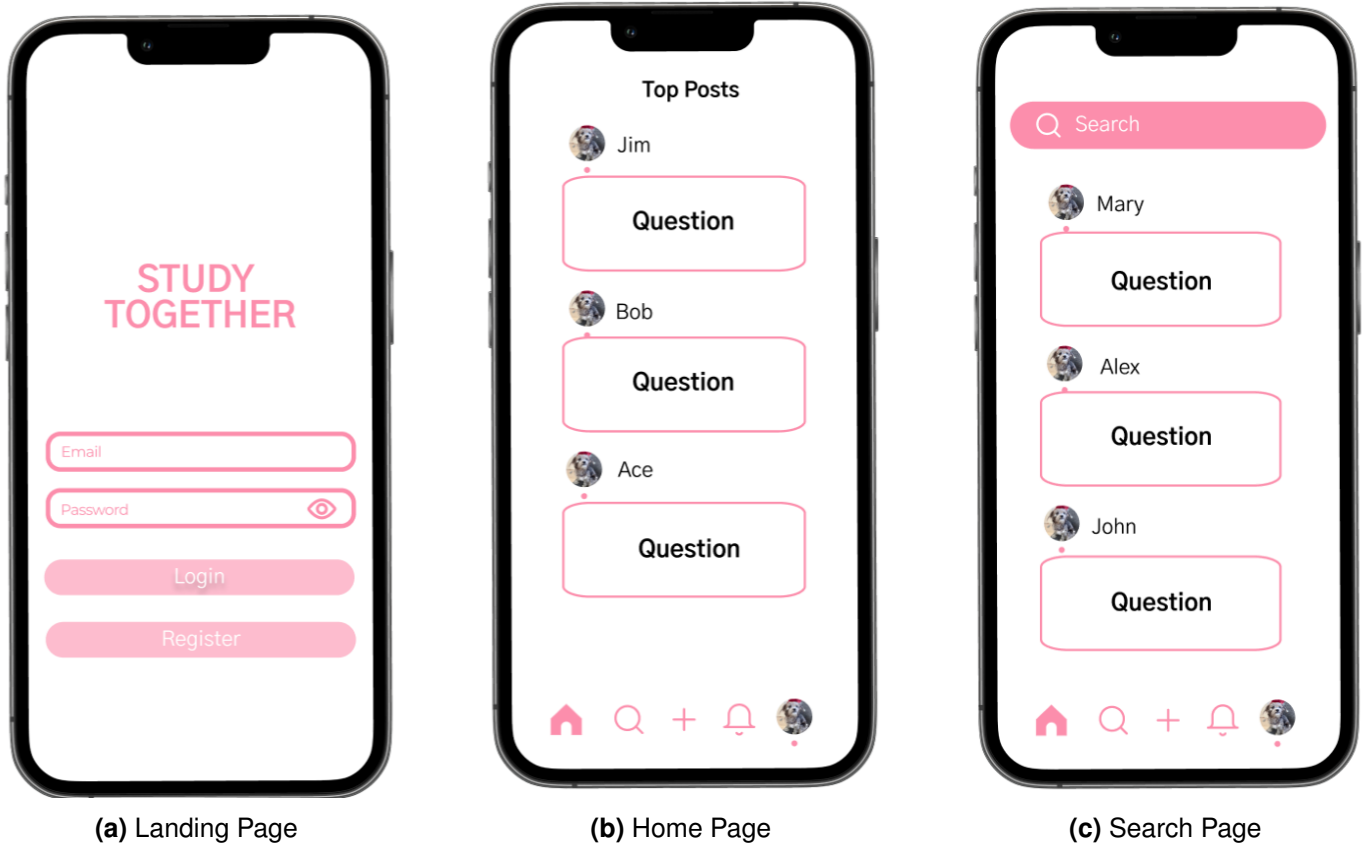 STUDY
TOGETHER
Email
Password
Login
Register
(a) Landing Page
Top Posts
Jim
Question
Bob
Question
Ace
Question
(b) Home Page
Search
Mary
Question
Alex
Question
John
Question
(c) Search Page